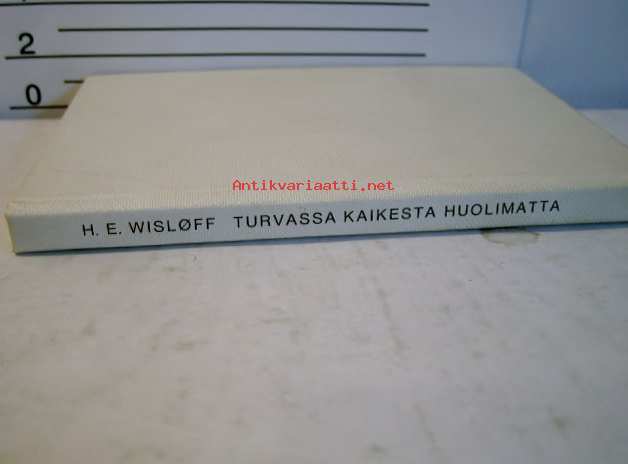 2
0
Antikvariaatti.net
H. E. WISLØFF TURVASSA KAIKESTA HUOLIMATTA